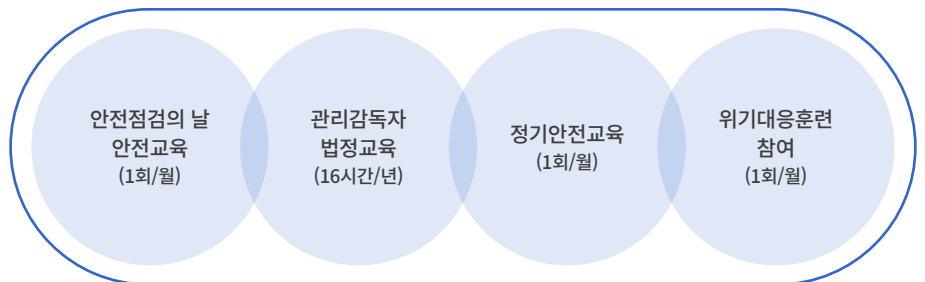 안전점검의 날
안전교육
(1회/월)
관리감독자
법정교육
(16시간/년)
정기안전교육
(1회/월)
위기대응훈련
참여
(1회/월)